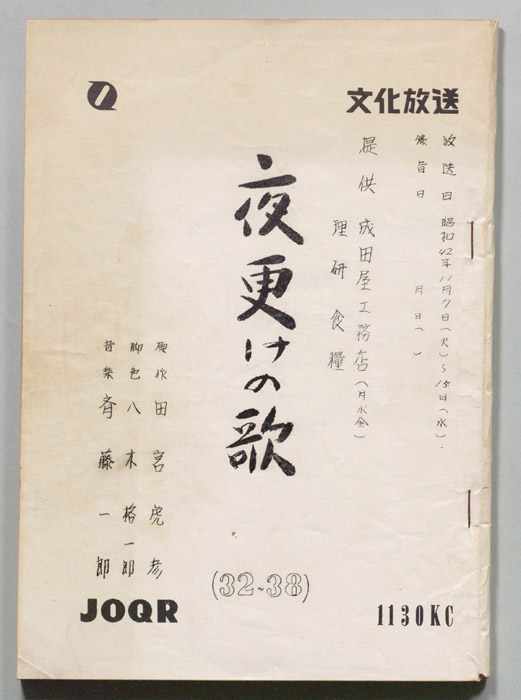 文化放送
放送日 昭和42年11月7日(火)~15日(水)
録音日 月 日( )
提供 成田屋工務店(月水金)
理研食糧
夜更けの歌
原作 田宮虎彦
脚色 八木柊一郎
音楽 斉藤一郎
(32~38)
JOQR
1130KC